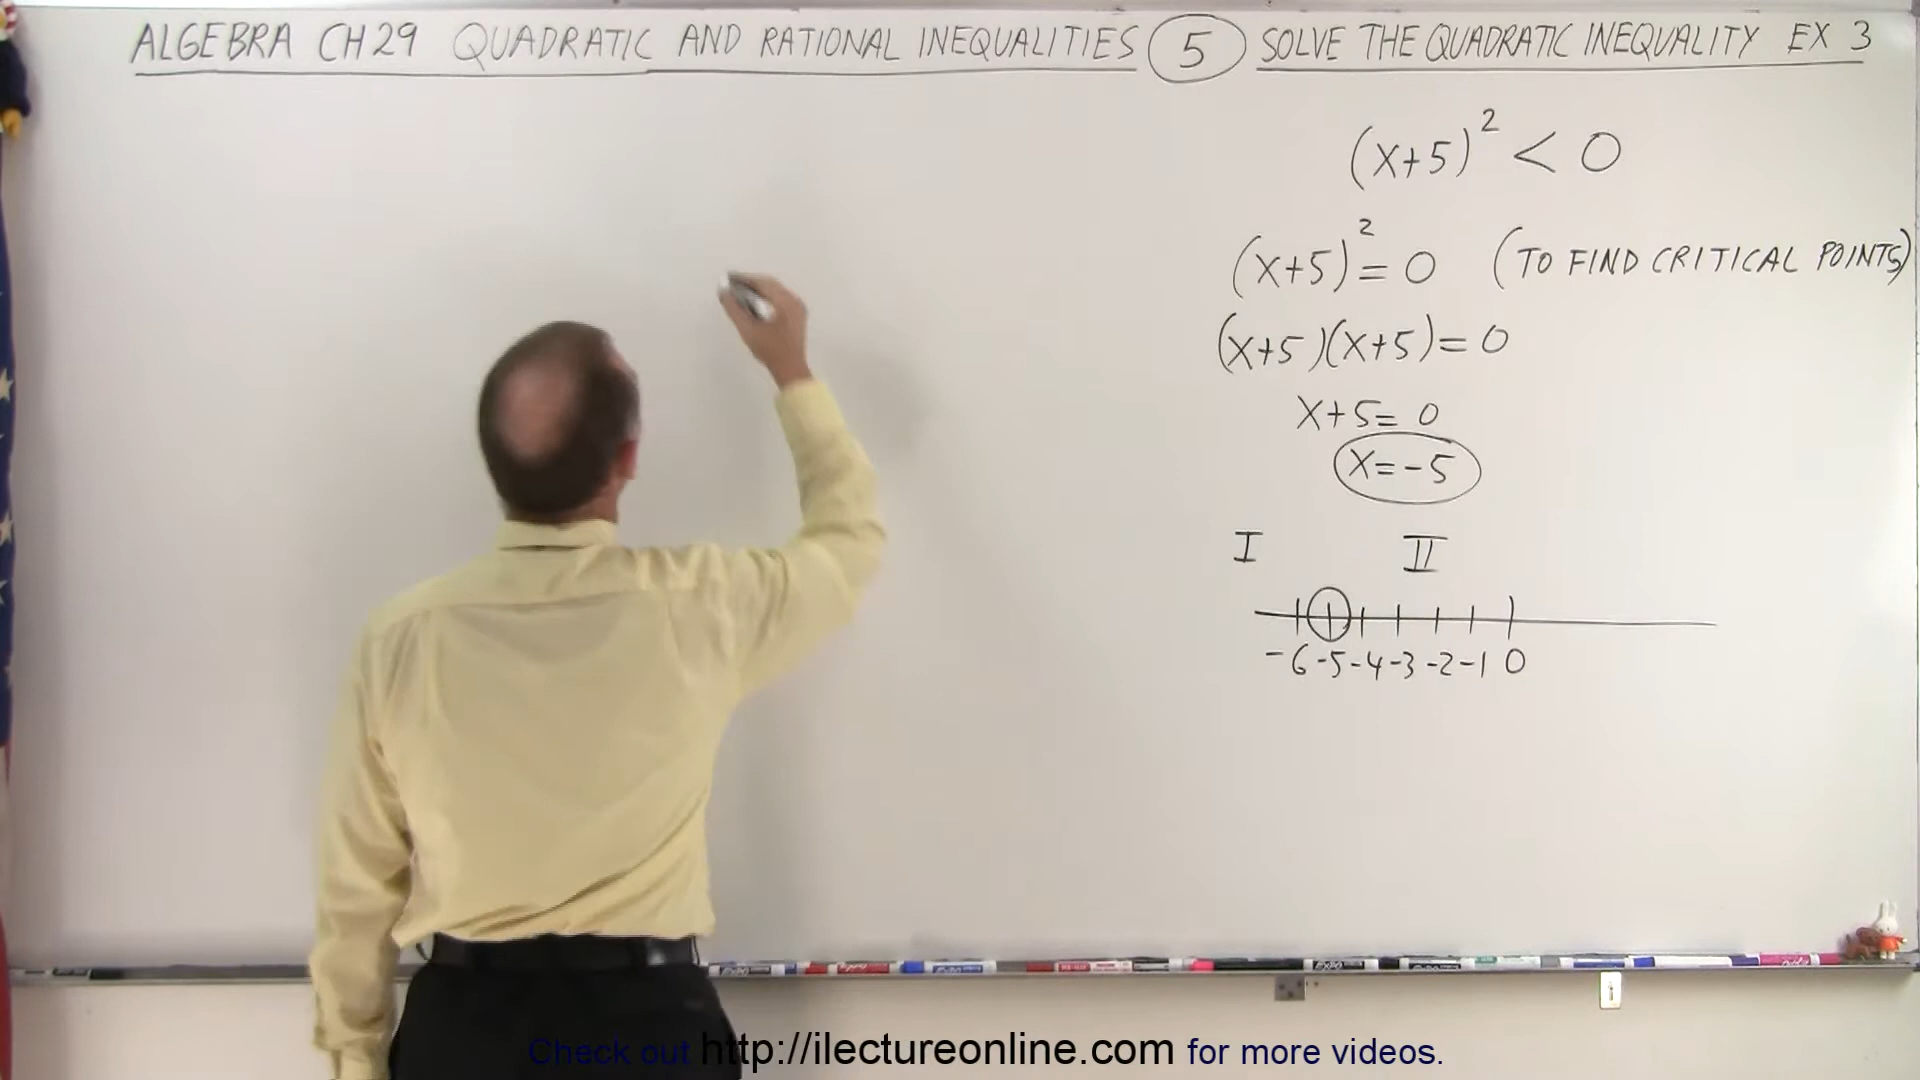 ALGEBRA CH29 QUADRATIC AND RATIONAL INEQUALITIES 5 SOLVE THE QUADRATIC INEQUALITY EX 3
(x+5)² < 0
(x+5)² = 0 (TO FIND CRITICAL POINTS)
(x+5)(x+5) = 0
x+5 = 0
x = -5
I II
-6 -5 -4 -3 -2 -1 0
Check out http://ilectureonline.com for more videos.